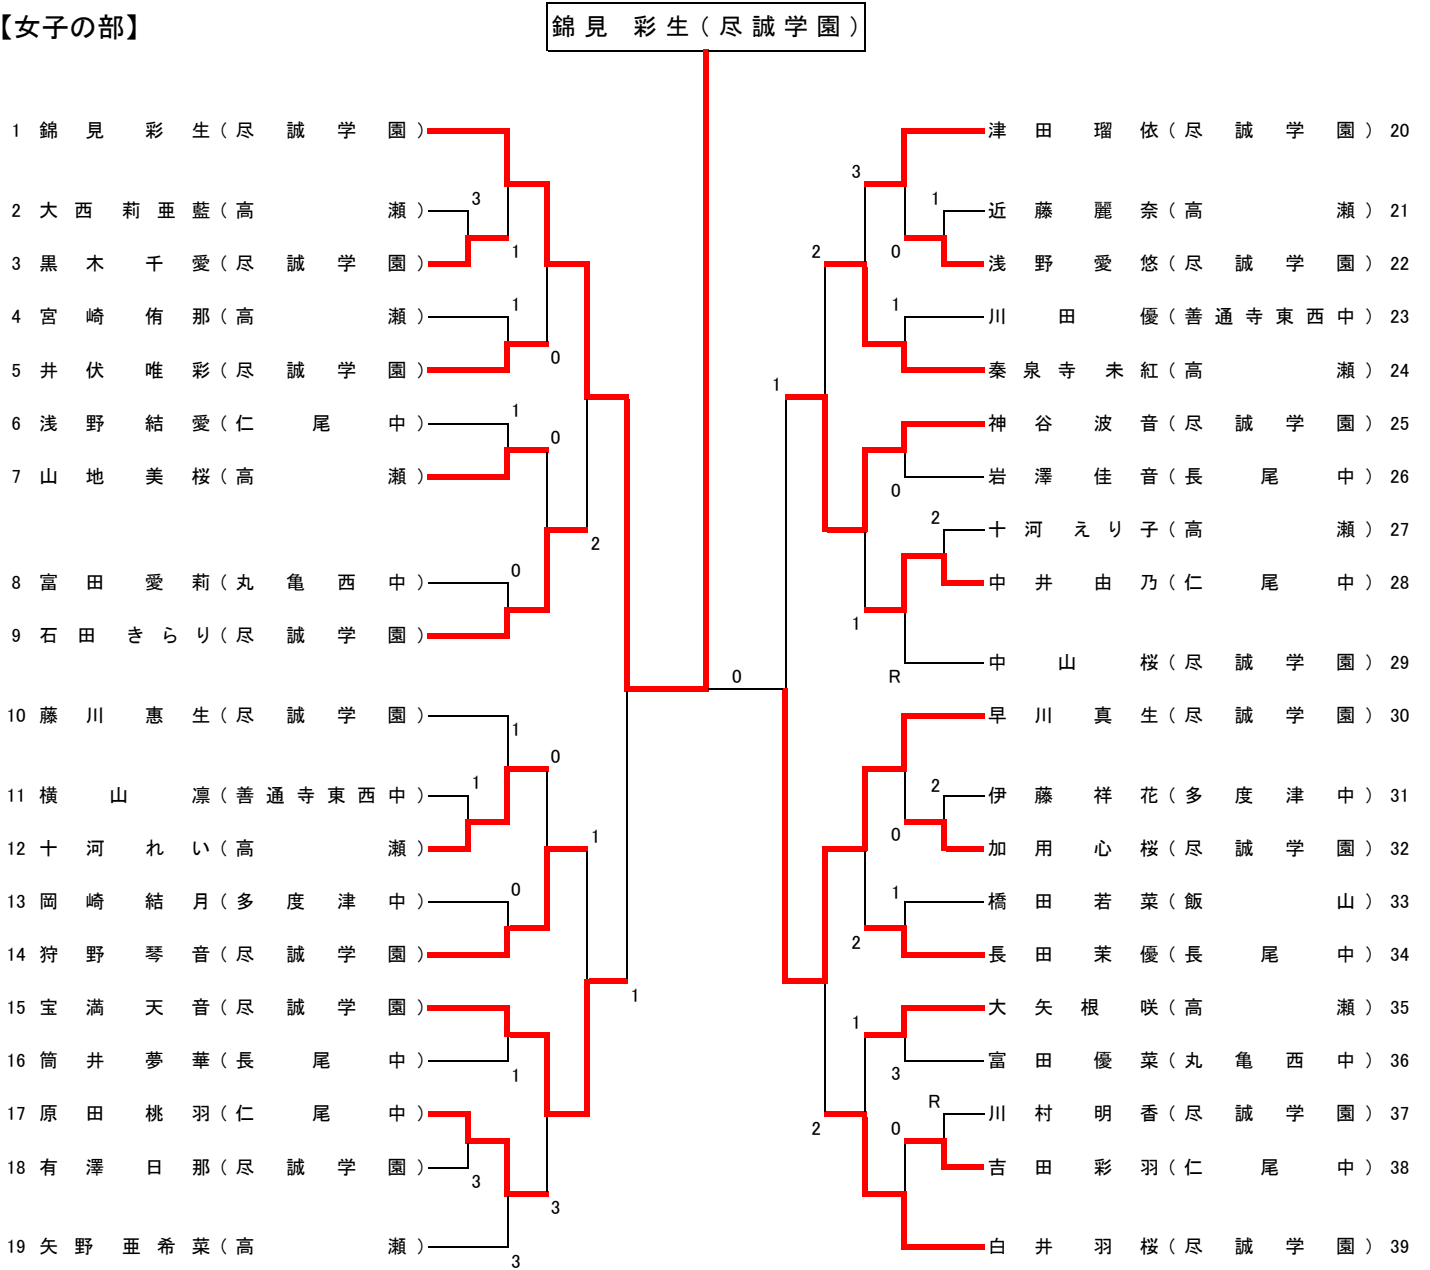 【女子の部】
錦見 彩生(尽誠学園)
1 錦見 彩生(尽誠学園)
3
2 大西 莉亜藍(高瀬)
1
3 黒木 千愛(尽誠学園)
1
4 宮崎 侑那(高瀬)
0
5 井伏 唯彩(尽誠学園)
1
6 浅野 結愛(仁尾中)
0
7 山地 美桜(高瀬)
2
0
8 富田 愛莉(丸亀西中)
9 石田 きらり(尽誠学園)
10 藤川 惠生(尽誠学園)
1
0
1
11 横山 凛(善通寺東西中)
1
12 十河 れい(高瀬)
0
13 岡崎 結月(多度津中)
14 狩野 琴音(尽誠学園)
1
15 宝満 天音(尽誠学園)
16 筒井 夢華(長尾中)
1
17 原田 桃羽(仁尾中)
18 有澤 日那(尽誠学園)
3
3
19 矢野 亜希菜(高瀬)
3
0
津田 瑠依(尽誠学園) 20
3
1
近藤 麗奈(高瀬) 21
2
0
浅野 愛悠(尽誠学園) 22
1
川田 優(善通寺東西中) 23
秦泉寺 未紅(高瀬) 24
1
神谷 波音(尽誠学園) 25
岩澤 佳音(長尾中) 26
0
2
十河 えり子(高瀬) 27
中井 由乃(仁尾中) 28
1
中山 桜(尽誠学園) 29
R
早川 真生(尽誠学園) 30
2
伊藤 祥花(多度津中) 31
0
加用 心桜(尽誠学園) 32
1
橋田 若菜(飯山) 33
2
長田 茉優(長尾中) 34
大矢根 咲(高瀬) 35
1
富田 優菜(丸亀西中) 36
3
R
川村 明香(尽誠学園) 37
2
0
吉田 彩羽(仁尾中) 38
白井 羽桜(尽誠学園) 39